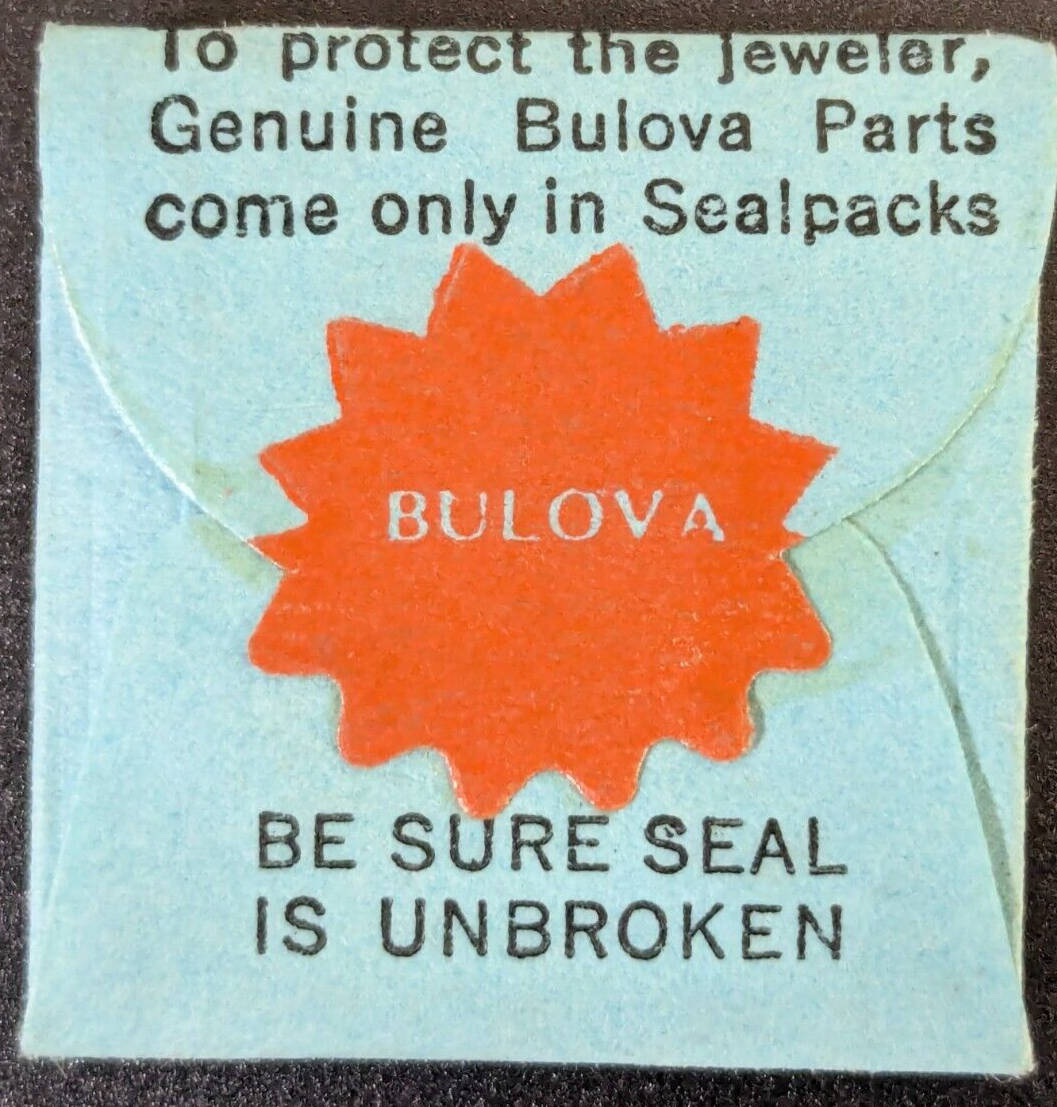 To protect the jeweler,
Genuine Bulova Parts
come only in Sealpacks
BULOVA
BE SURE SEAL
IS UNBROKEN